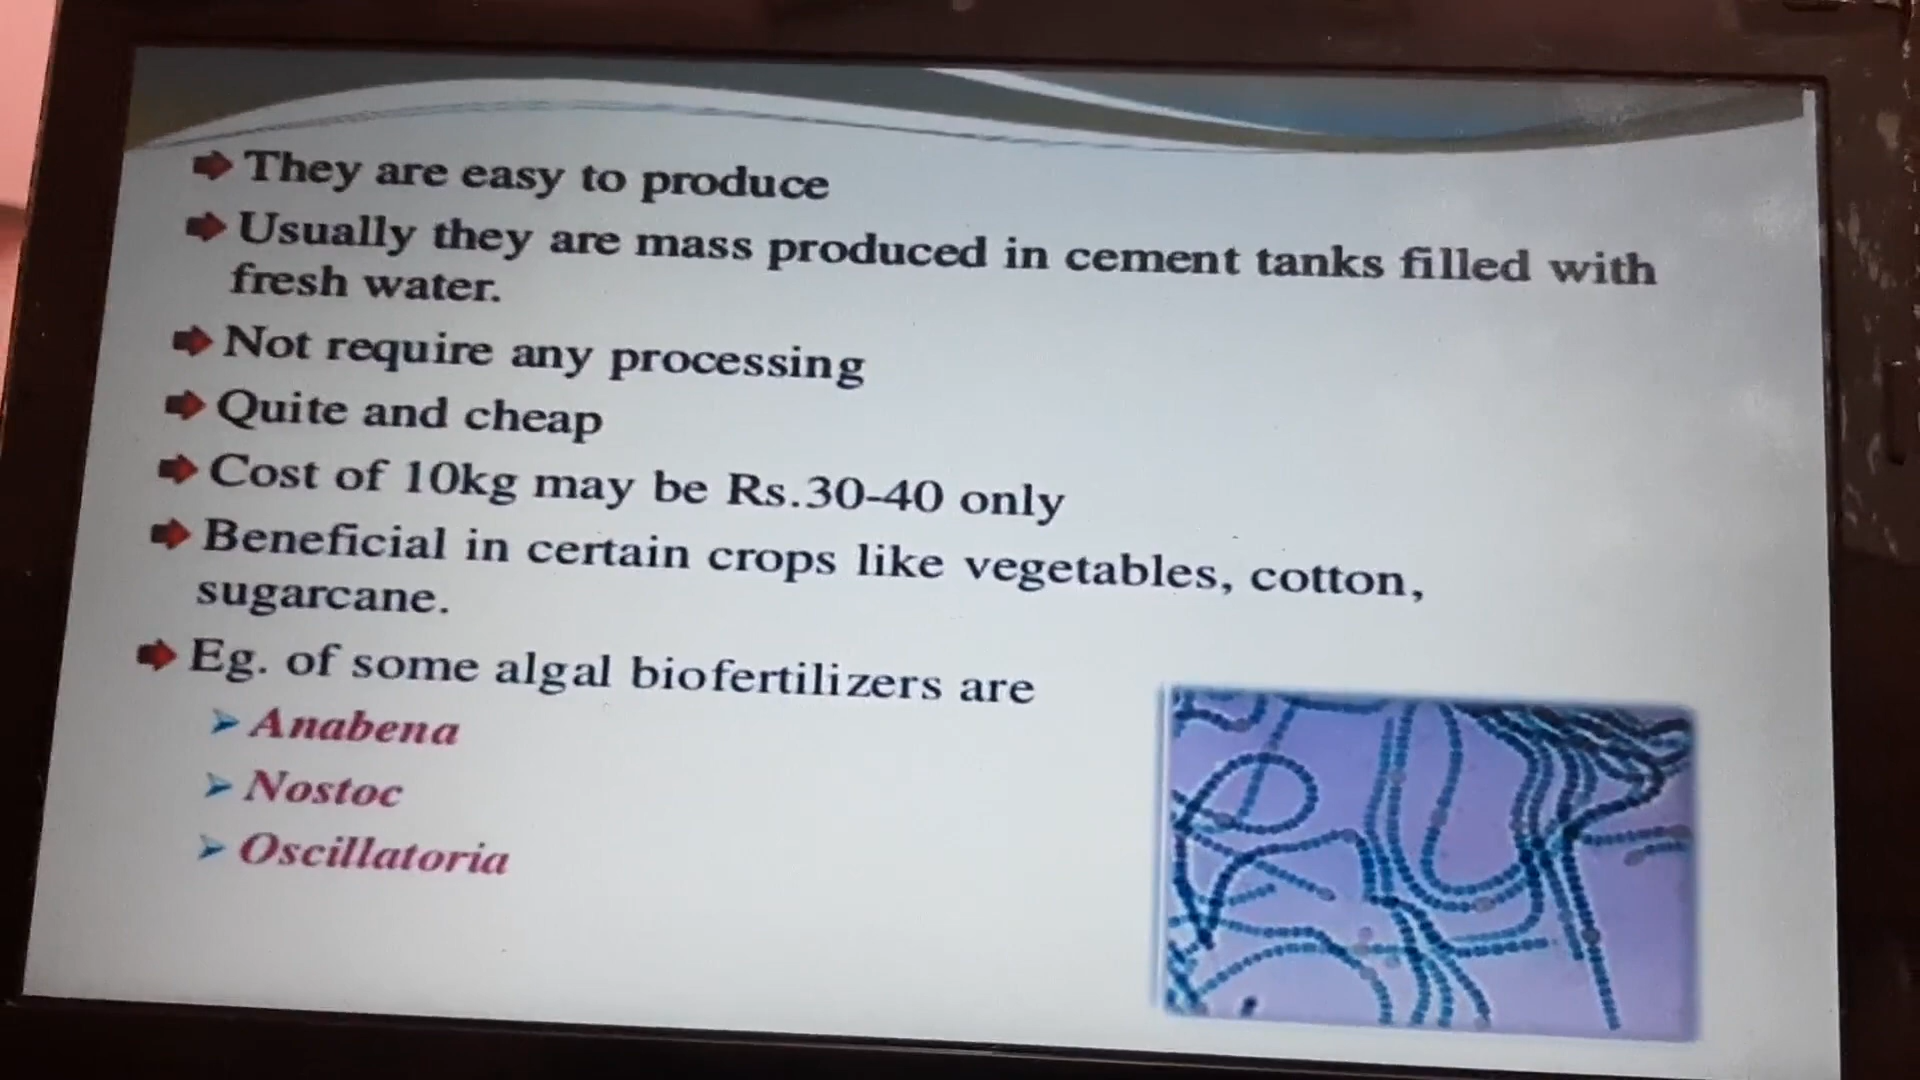 They are easy to produce
Usually they are mass produced in cement tanks filled with
fresh water.
Not require any processing
Quite and cheap
Cost of 10kg may be Rs.30-40 only
Beneficial in certain crops like vegetables, cotton,
sugarcane.
Eg. of some algal biofertilizers are
Anabena
Nostoc
Oscillatoria